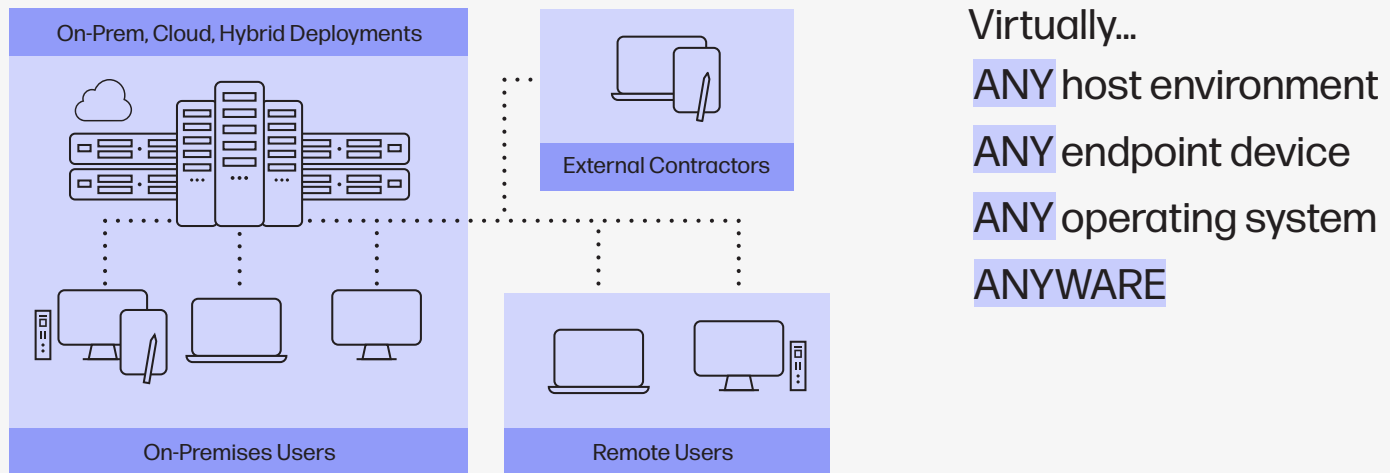 On-Prem, Cloud, Hybrid Deployments
On-Premises Users
External Contractors
Remote Users
Virtually...
ANY host environment
ANY endpoint device
ANY operating system
ANYWARE